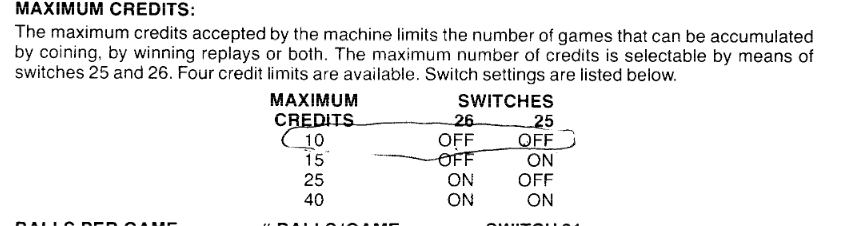 MAXIMUM CREDITS:
The maximum credits accepted by the machine limits the number of games that can be accumulated
by coining, by winning replays or both. The maximum number of credits is selectable by means of
switches 25 and 26. Four credit limits are available. Switch settings are listed below.
MAXIMUM SWITCHES
CREDITS 26 25
10 OFF OFF
15 OFF ON
25 ON OFF
40 ON ON